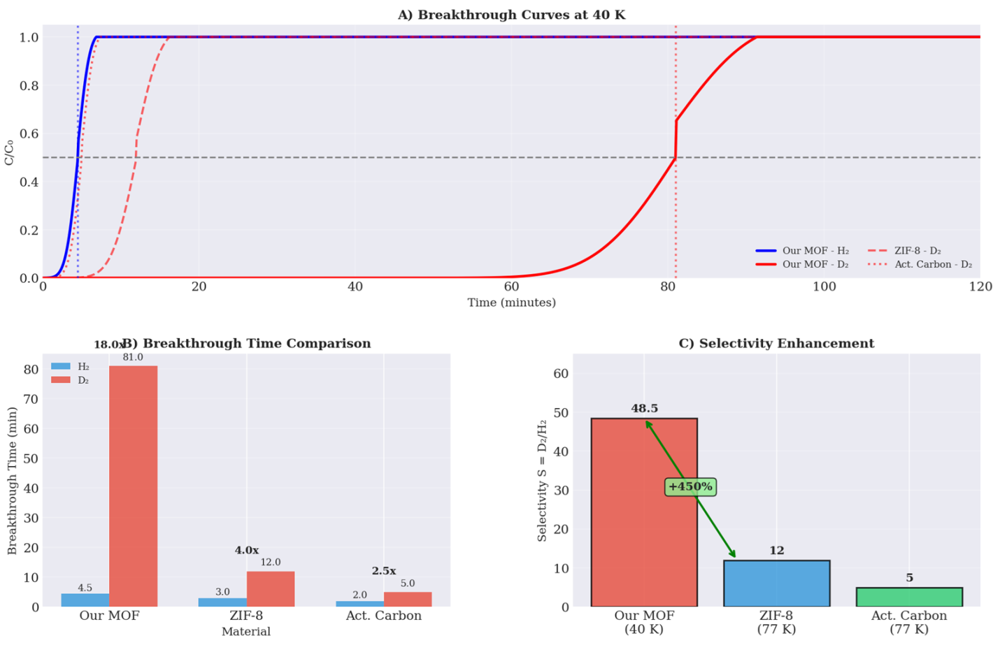 A) Breakthrough Curves at 40 K
C/C₀
1.0
0.8
0.6
0.4
0.2
0.0
0 20 40 60 80 100 120
Time (minutes)
Our MOF - H₂
Our MOF - D₂
ZIF-8 - D₂
Act. Carbon - D₂
B) Breakthrough Time Comparison
18.0x
81.0
H₂
D₂
Breakthrough Time (min)
80
70
60
50
40
30
20
10
0
4.5
4.0x
12.0
3.0
2.5x
5.0
2.0
Our MOF ZIF-8 Act. Carbon
Material
C) Selectivity Enhancement
Selectivity S = D₂/H₂
60
50
40
30
20
10
0
48.5
+450%
12
5
Our MOF ZIF-8 Act. Carbon
(40 K) (77 K) (77 K)